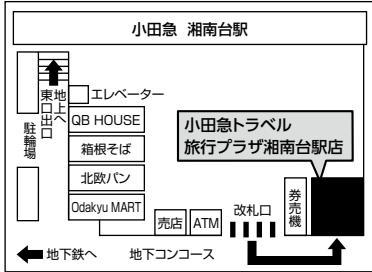 小田急 湘南台駅
地上へ
東口出口
駐輪場
エレベーター
QB HOUSE
箱根そば
北欧パン
Odakyu MART
売店
ATM
改札口
券売機
小田急トラベル
旅行プラザ湘南台駅店
地下鉄へ
地下コンコース